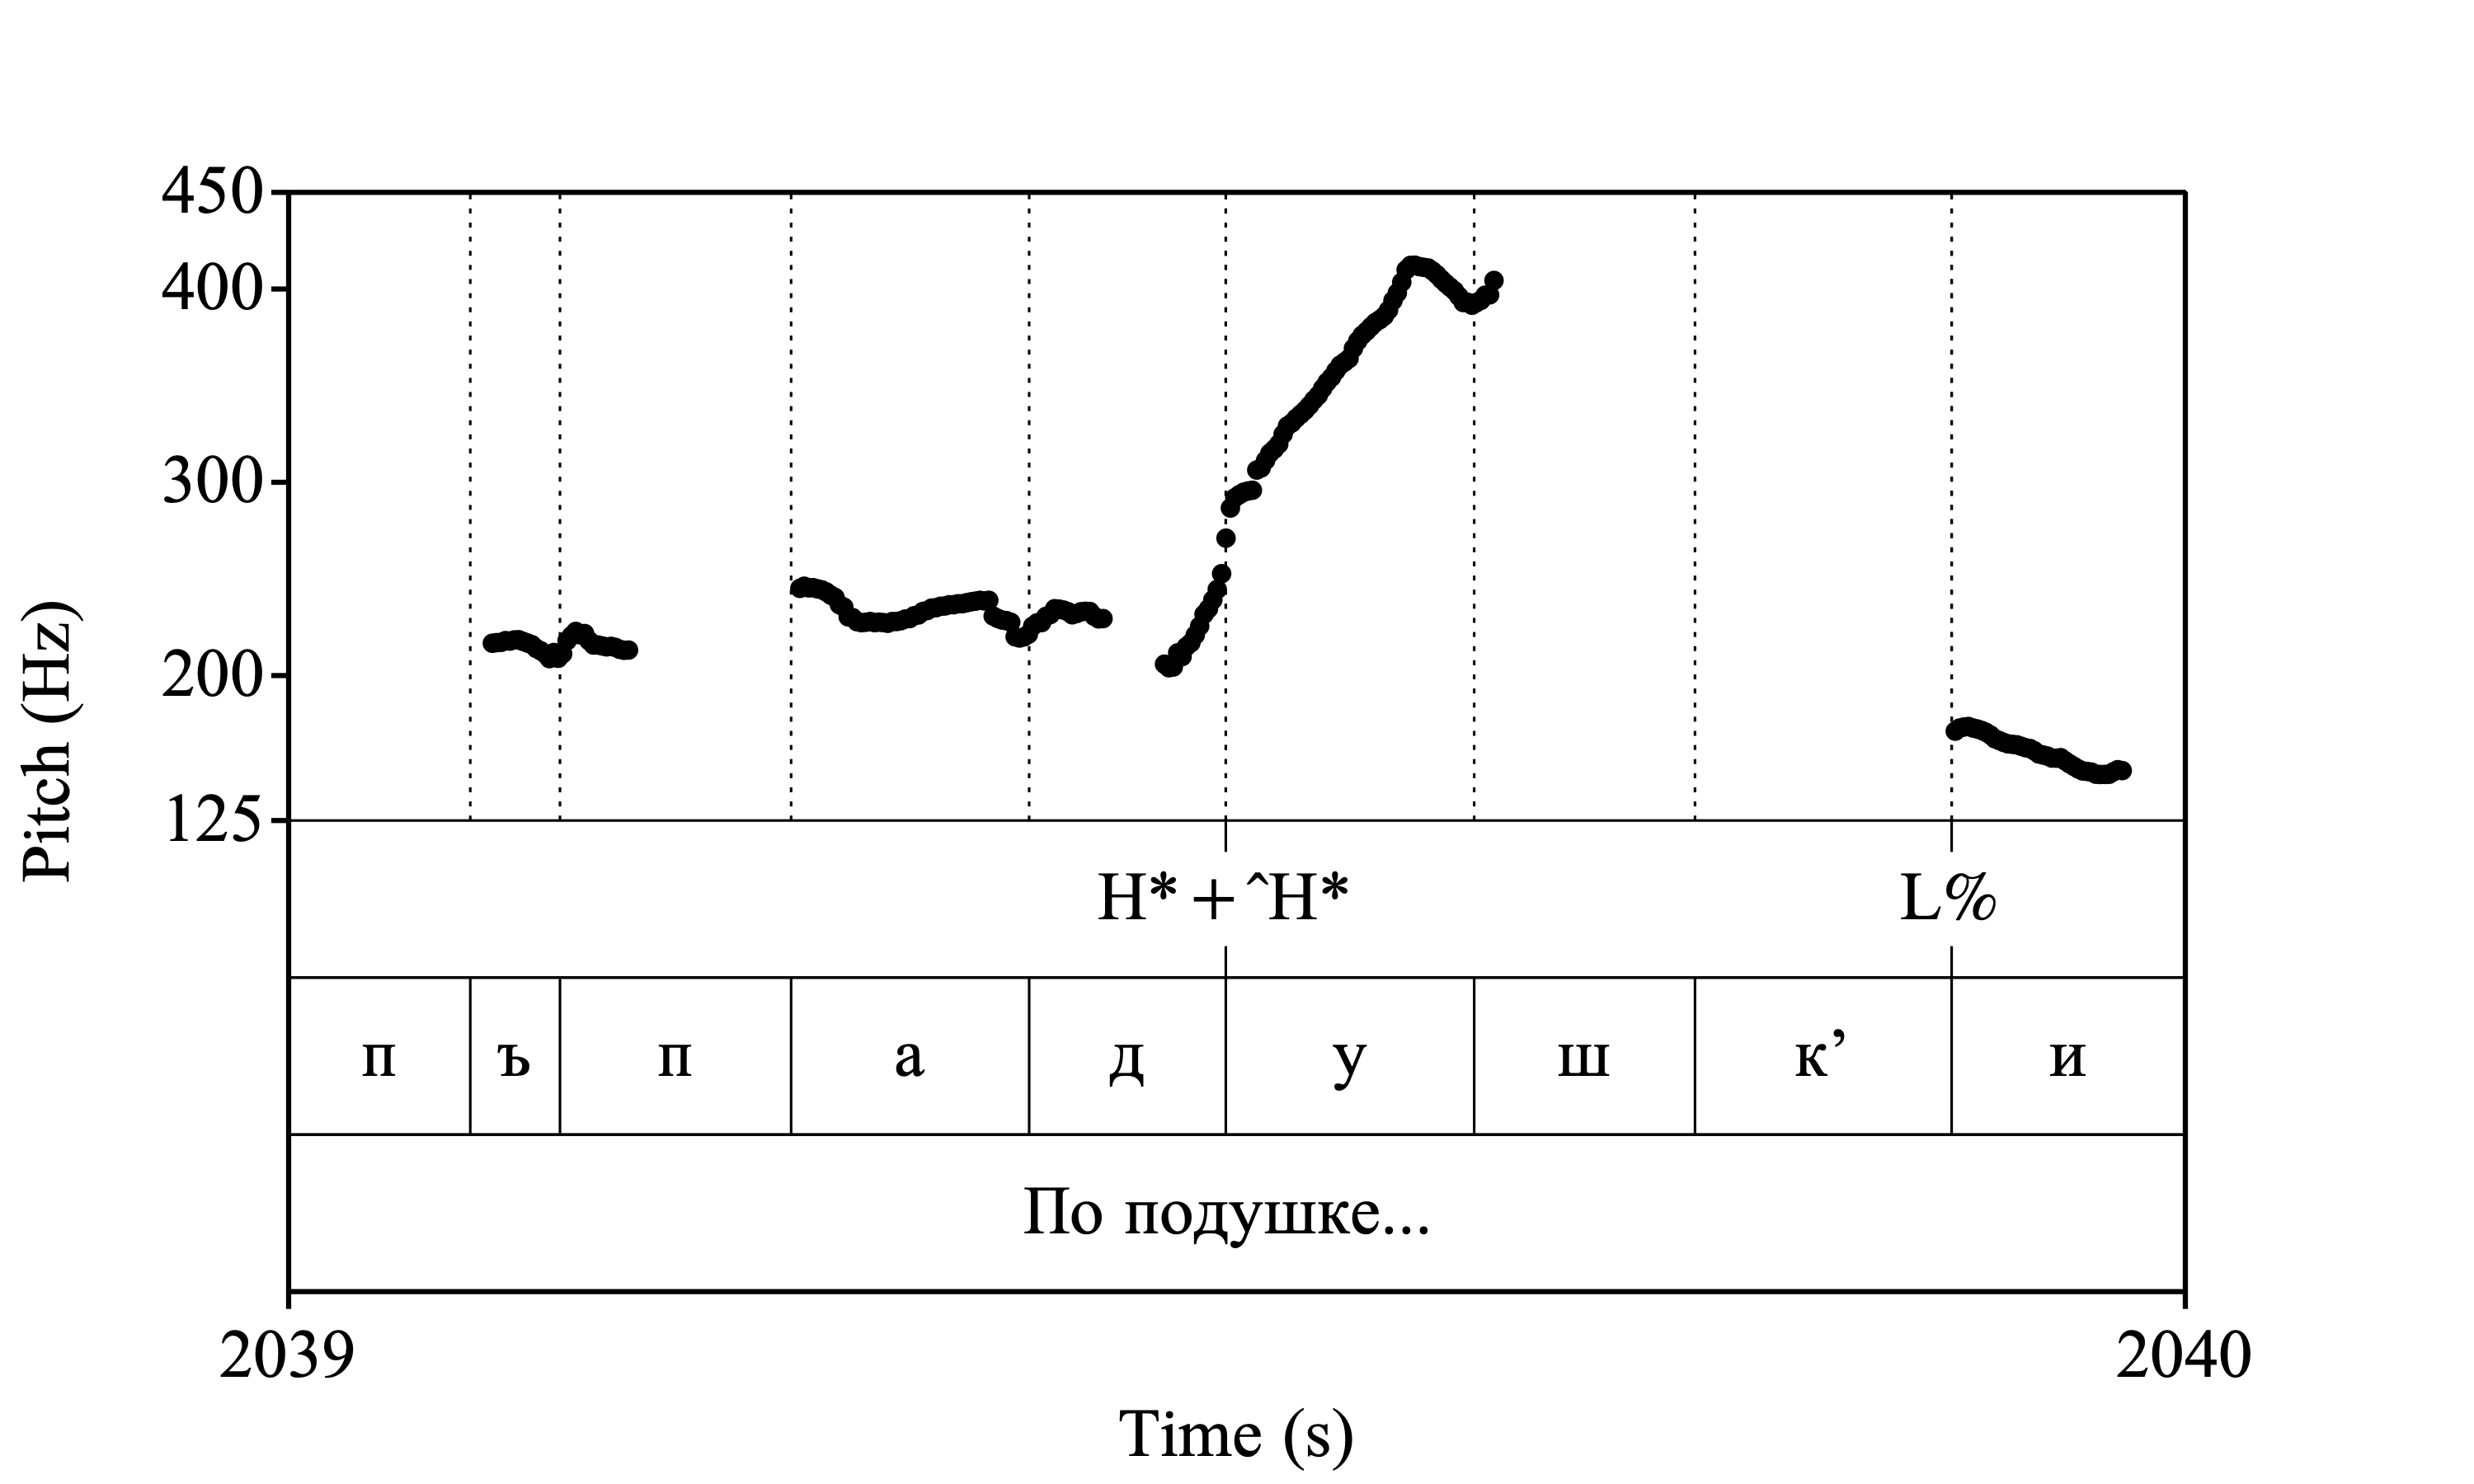 450
400
300
200
125
Pitch (Hz)
H*+^H* L%
п ъ п а д у ш к’ и
По подушке...
2039 2040
Time (s)